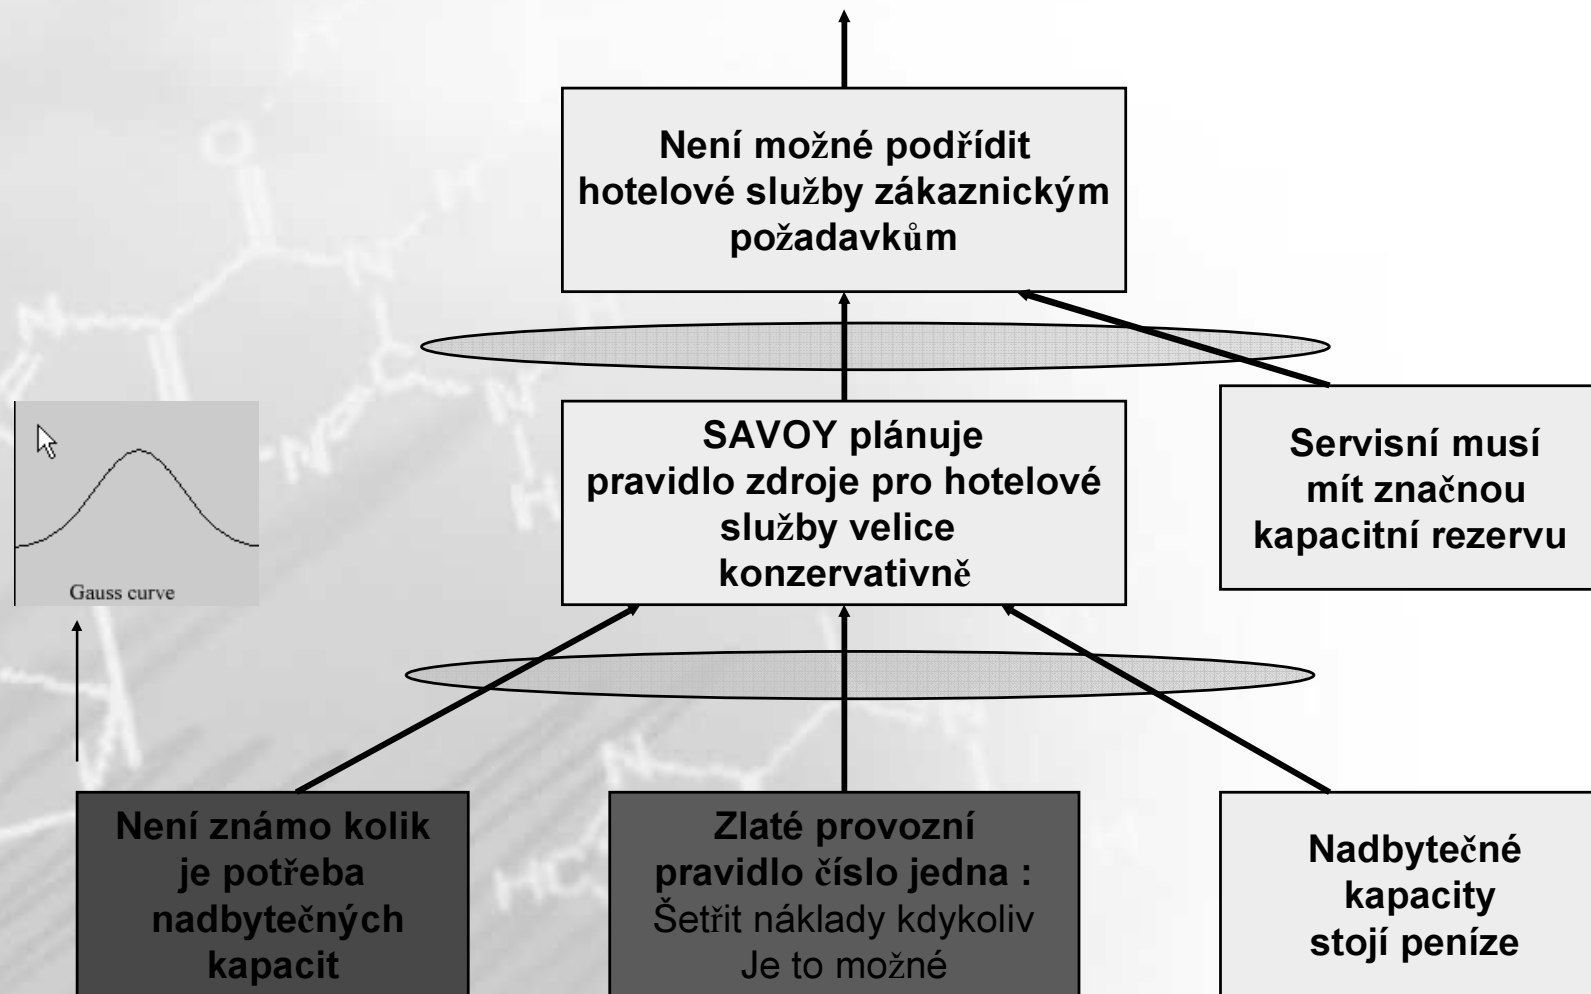 Není možné podřídit
hotelové služby zákaznickým
požadavkům
SAVOY plánuje
pravidlo zdroje pro hotelové
služby velice
konzervativně
Servisní musí
mít značnou
kapacitní rezervu
Gauss curve
Není známo kolik
je potřeba
nadbytečných
kapacit
Zlaté provozní
pravidlo číslo jedna :
Šetřit náklady kdykoliv
Je to možné
Nadbytečné
kapacity
stojí peníze
O
N
N
N
N
H
H
N
N
HC